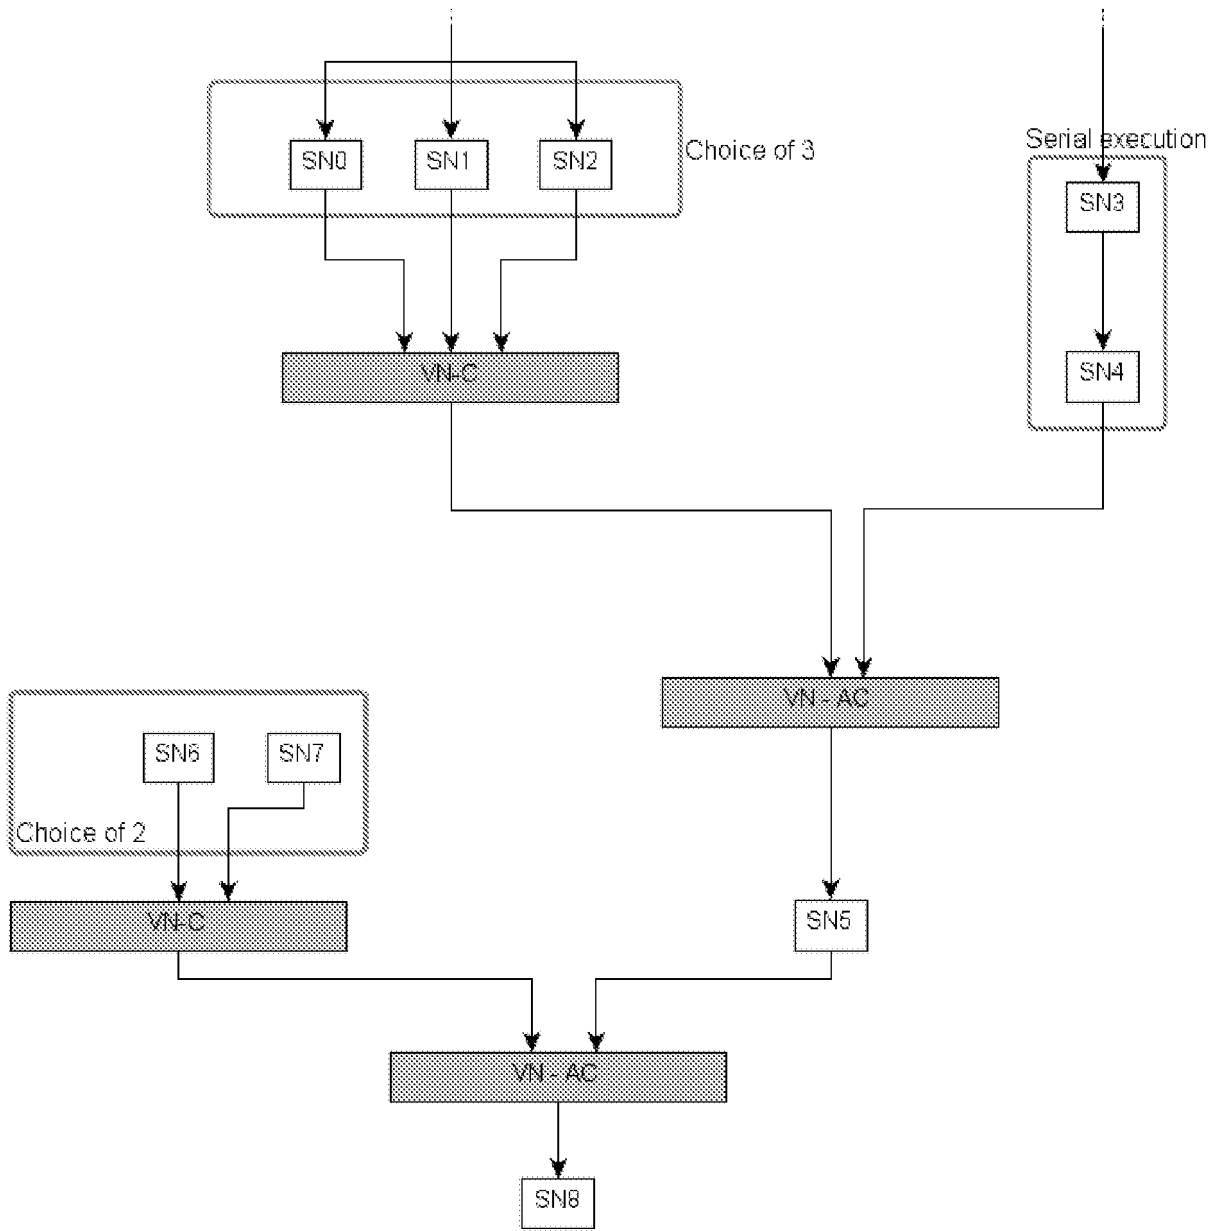 SN0
SN1
SN2
Choice of 3
Serial execution
SN3
VN-C
SN4
VN - AC
SN6
SN7
Choice of 2
VN-C
SN5
VN - AC
SN8